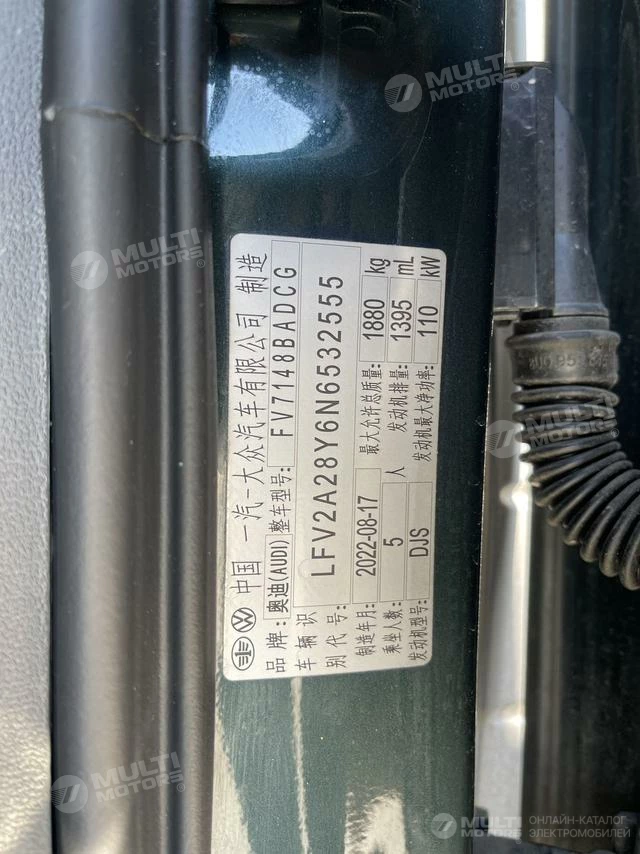 中国 一汽-大众汽车有限公司 制造
品牌: 奥迪(AUDI) 整车型号: FV7148BADCG
车辆识别代号: LFV2A28Y6N6532555
制造年月: 2022-08-17 最大允许总质量: 1880 kg
乘坐人数: 5 人 发动机排量: 1395 mL
发动机型号: DJS 发动机最大净功率: 110 kW
MULTI MOTORS
MULTI MOTORS
MULTI MOTORS
MULTI MOTORS
MULTI MOTORS
ОНЛАЙН-КАТАЛОГ
ЭЛЕКТРОМОБИЛЕЙ